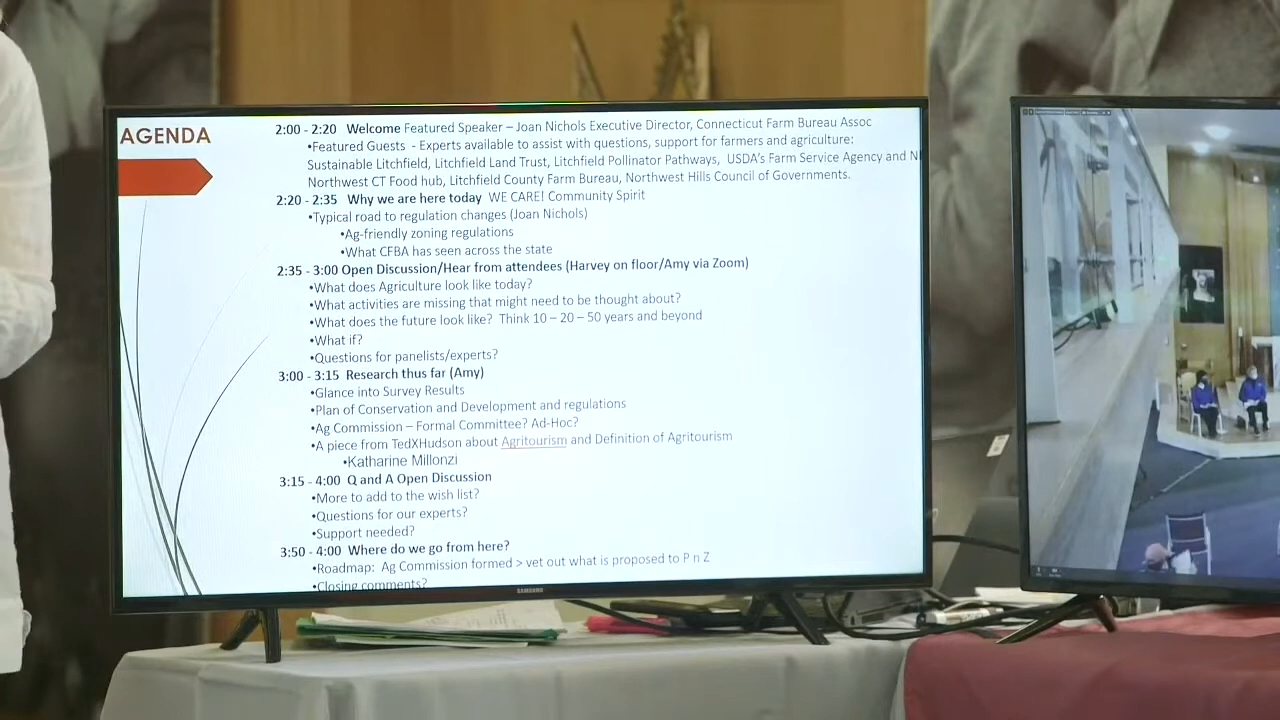 AGENDA
2:00 - 2:20 Welcome Featured Speaker – Joan Nichols Executive Director, Connecticut Farm Bureau Assoc
•Featured Guests - Experts available to assist with questions, support for farmers and agriculture:
Sustainable Litchfield, Litchfield Land Trust, Litchfield Pollinator Pathways, USDA's Farm Service Agency and
Northwest CT Food hub, Litchfield County Farm Bureau, Northwest Hills Council of Governments.
2:20 - 2:35 Why we are here today WE CARE! Community Spirit
•Typical road to regulation changes (Joan Nichols)
•Ag-friendly zoning regulations
•What CFBA has seen across the state
2:35 - 3:00 Open Discussion/Hear from attendees (Harvey on floor/Amy via Zoom)
•What does Agriculture look like today?
•What activities are missing that might need to be thought about?
•What does the future look like? Think 10 – 20 – 50 years and beyond
•What if?
•Questions for panelists/experts?
3:00 - 3:15 Research thus far (Amy)
•Glance into Survey Results
•Plan of Conservation and Development and regulations
•Ag Commission – Formal Committee? Ad-Hoc?
•A piece from TedXHudson about Agritourism and Definition of Agritourism
•Katharine Millonzi
3:15 - 4:00 Q and A Open Discussion
•More to add to the wish list?
•Questions for our experts?
•Support needed?
3:50 - 4:00 Where do we go from here?
•Roadmap: Ag Commission formed > vet out what is proposed to P n Z
•Closing comments?
SAMSUNG